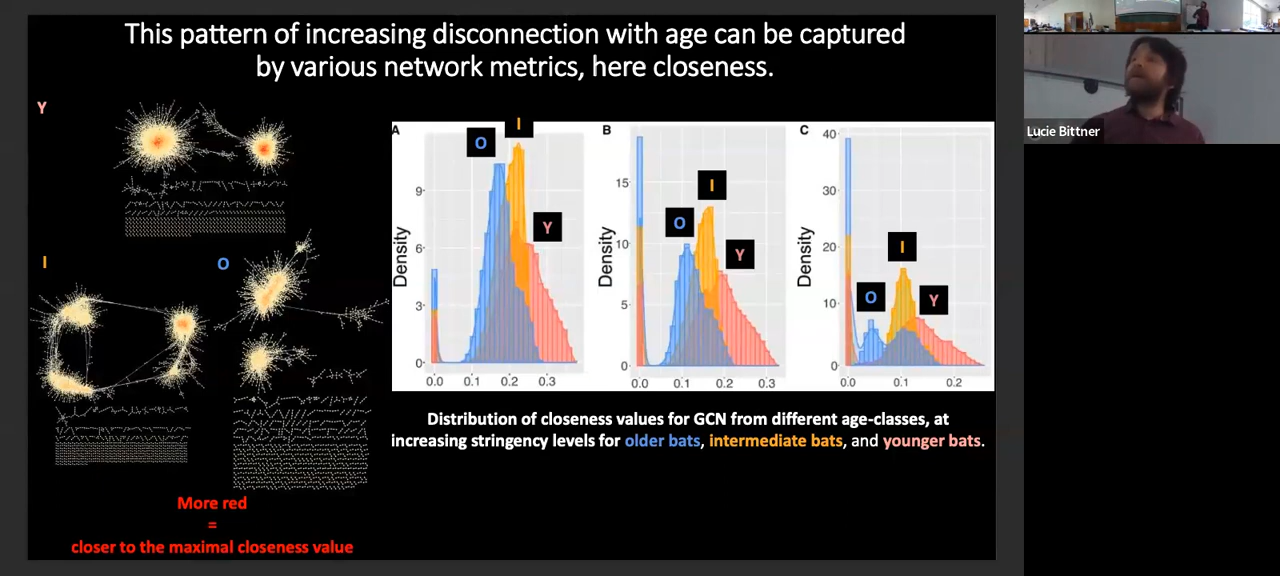 This pattern of increasing disconnection with age can be captured
by various network metrics, here closeness.
Y
I
O
A
O
I
Y
Density
9
6
3
0
0.0 0.1 0.2 0.3
B
O
I
Y
Density
15
10
5
0
0.0 0.1 0.2 0.3
C
O
I
Y
Density
40
30
20
10
0
0.0 0.1 0.2
Distribution of closeness values for GCN from different age-classes, at
increasing stringency levels for older bats, intermediate bats, and younger bats.
More red
=
closer to the maximal closeness value
Lucie Bittner